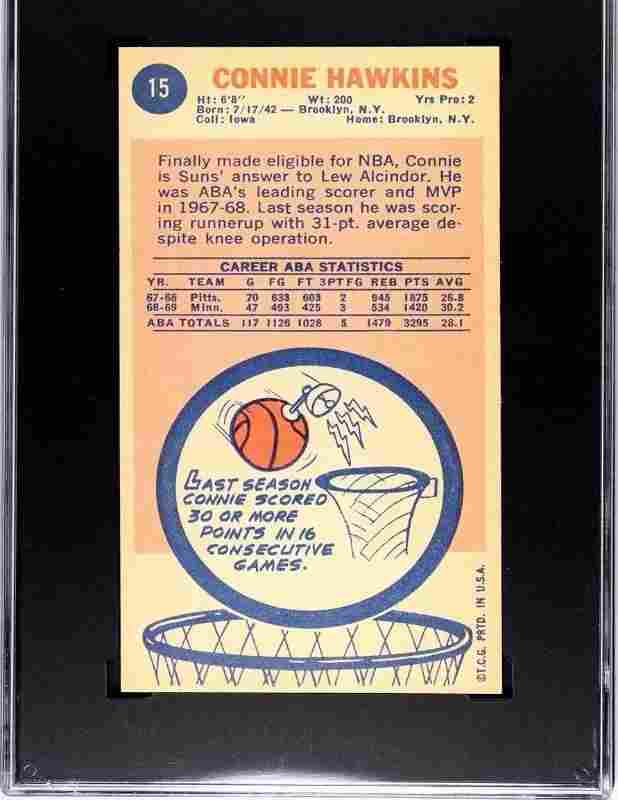 15
CONNIE HAWKINS
Ht: 6'8" Wt: 200 Yrs Pro: 2
Born: 7/17/42 — Brooklyn, N.Y.
Coll: Iowa Home: Brooklyn, N.Y.
Finally made eligible for NBA, Connie
is Suns' answer to Lew Alcindor. He
was ABA's leading scorer and MVP
in 1967-68. Last season he was scor-
ing runnerup with 31-pt. average de-
spite knee operation.
CAREER ABA STATISTICS
YR. TEAM G FG FT 3PTFG REB PTS AVG
67-68 Pitts. 70 633 603 2 945 1875 26.8
68-69 Minn. 47 493 425 3 534 1420 30.2
ABA TOTALS 117 1126 1028 5 1479 3295 28.1
LAST SEASON
CONNIE SCORED
30 OR MORE
POINTS IN 16
CONSECUTIVE
GAMES.
©T.C.G. PRTD. IN U.S.A.